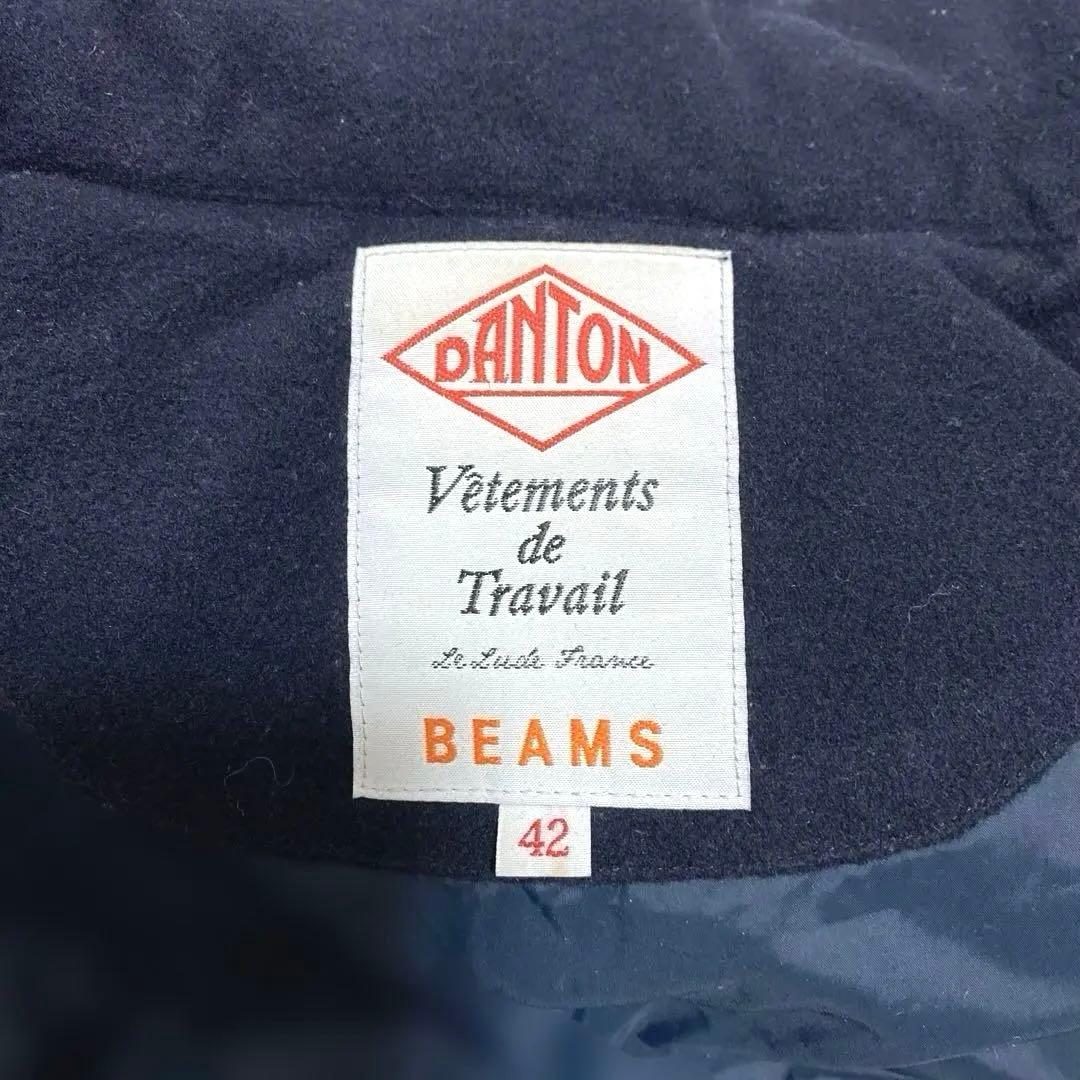 DANTON
Vêtements
de
Travail
Le Lude France
BEAMS
42